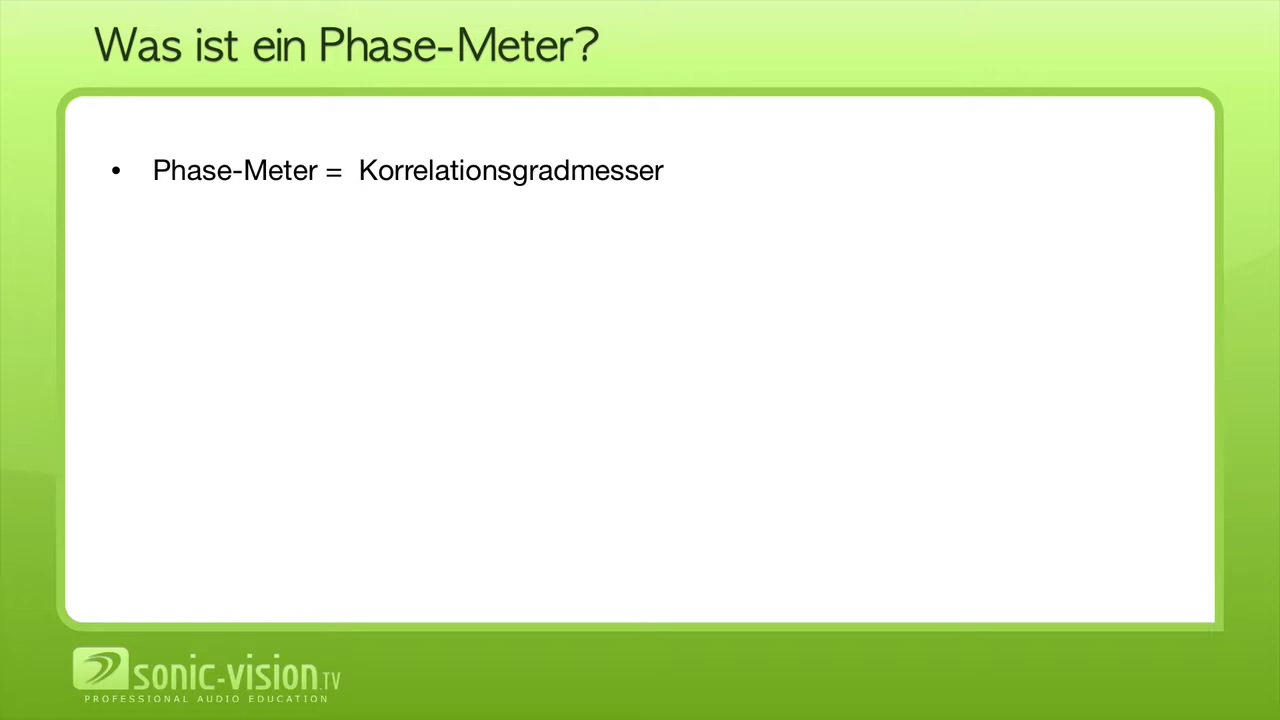 Was ist ein Phase-Meter?
• Phase-Meter = Korrelationsgradmesser
sonic-vision.TV
PROFESSIONAL AUDIO EDUCATION